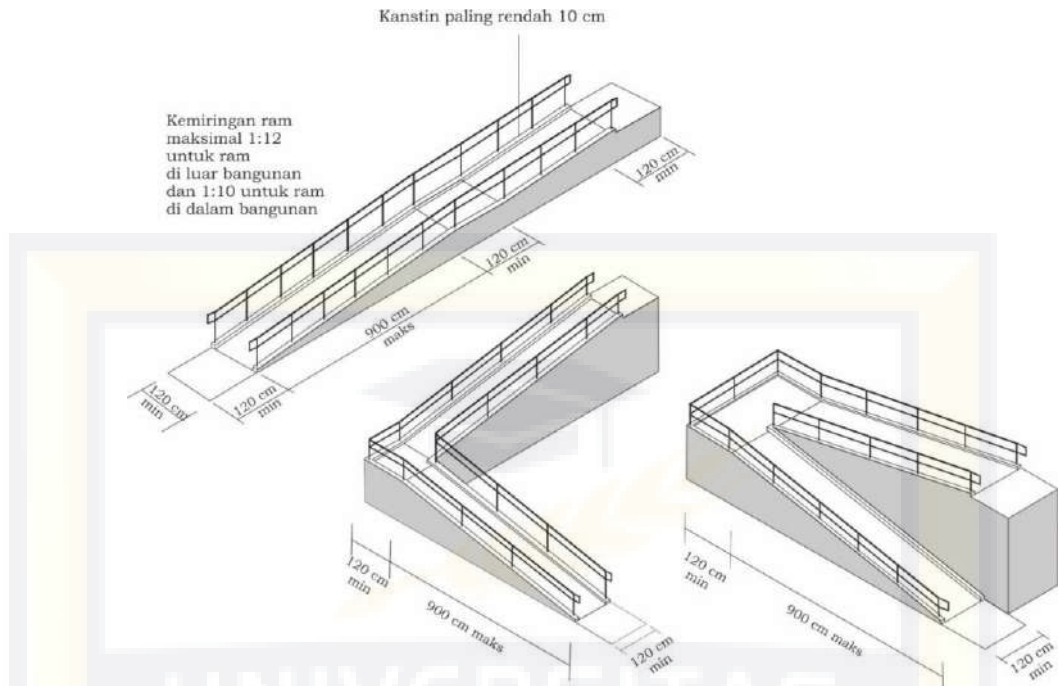 Kanstin paling rendah 10 cm
Kemiringan ram
maksimal 1:12
untuk ram
di luar bangunan
dan 1:10 untuk ram
di dalam bangunan
120 cm
min
120 cm
min
900 cm
maks
120 cm
min
120 cm
min
120 cm
min
900 cm maks
120 cm
min
120 cm
min
900 cm maks
120 cm
min
UNIVERSITAS